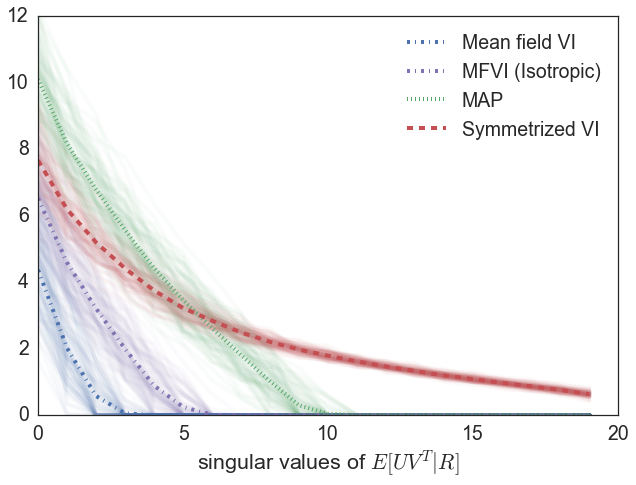 12
10
8
6
4
2
0
Mean field VI
MFVI (Isotropic)
MAP
Symmetrized VI
0 5 10 15 20
singular values of E[UV^T|R]